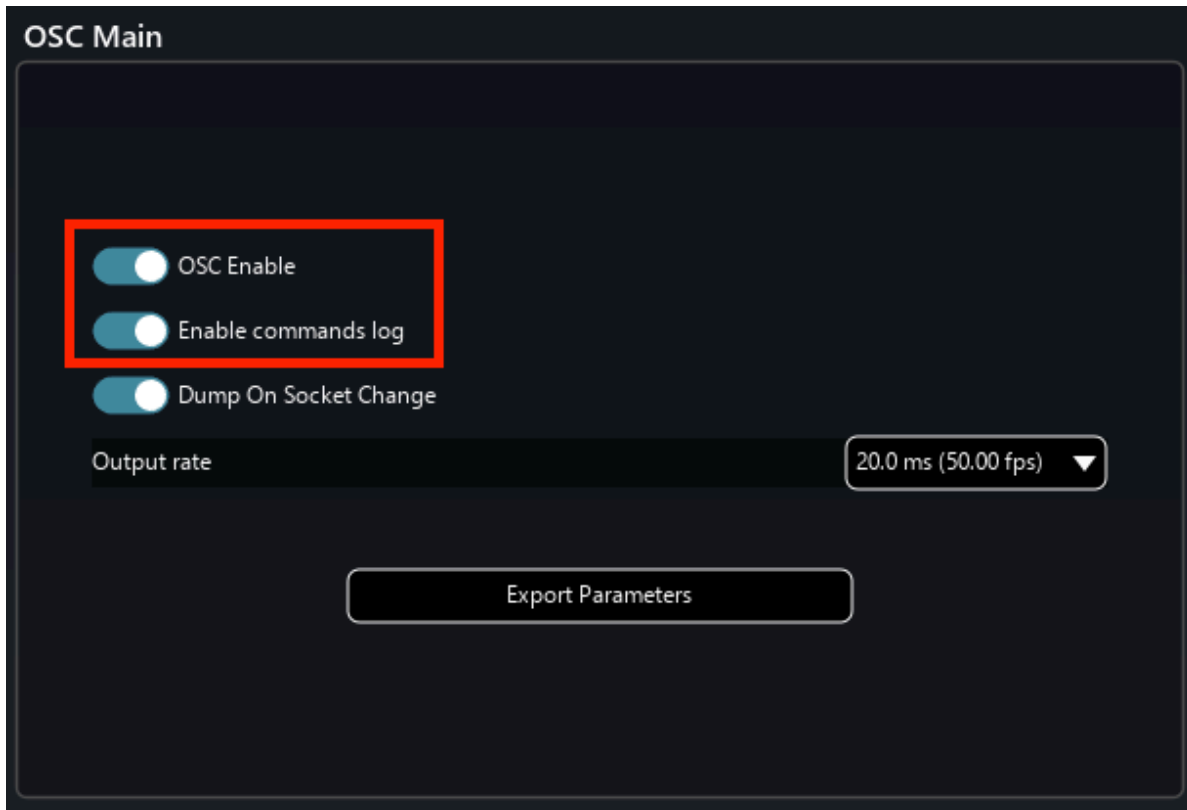 OSC Main
OSC Enable
Enable commands log
Dump On Socket Change
Output rate 20.0 ms (50.00 fps)
Export Parameters